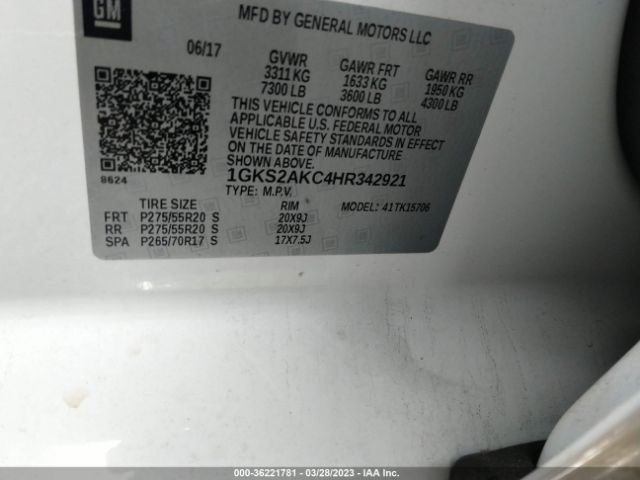 GM
MFD BY GENERAL MOTORS LLC
06/17 GVWR GAWR FRT GAWR RR
3311 KG 1633 KG 1950 KG
7300 LB 3600 LB 4300 LB
THIS VEHICLE CONFORMS TO ALL
APPLICABLE U.S. FEDERAL MOTOR
VEHICLE SAFETY STANDARDS IN EFFECT
ON THE DATE OF MANUFACTURE
SHOWN ABOVE.
8624
1GKS2AKC4HR342921
TYPE: M.P.V. MODEL: 41TK15706
TIRE SIZE RIM
FRT P275/55R20 S 20X9J
RR P275/55R20 S 20X9J
SPA P265/70R17 S 17X7.5J
000-36221781 — 03/28/2023 — IAA Inc.